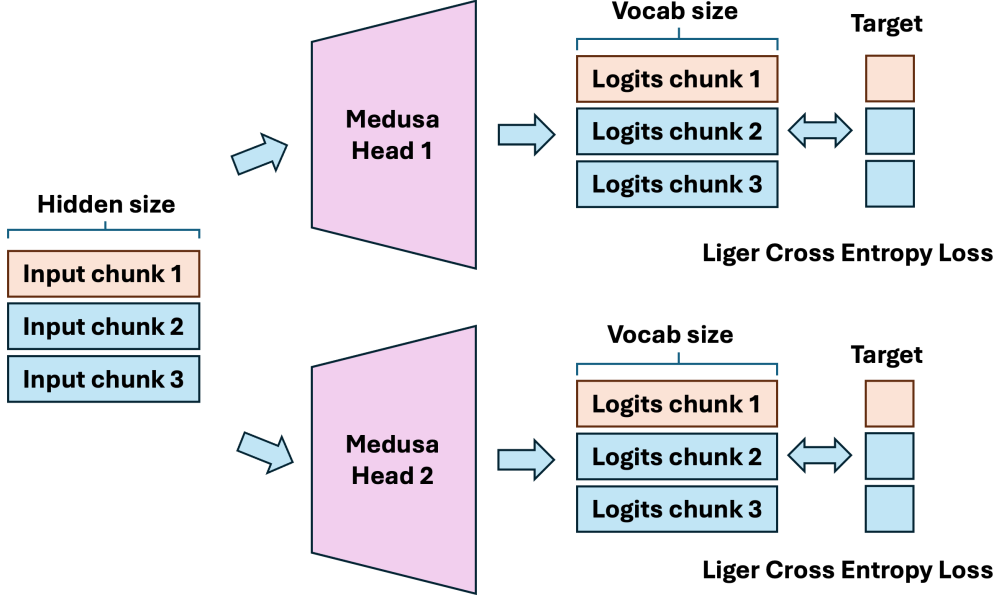 Hidden size
Input chunk 1
Input chunk 2
Input chunk 3
Medusa
Head 1
Vocab size
Logits chunk 1
Logits chunk 2
Logits chunk 3
Target
Liger Cross Entropy Loss
Medusa
Head 2
Vocab size
Logits chunk 1
Logits chunk 2
Logits chunk 3
Target
Liger Cross Entropy Loss